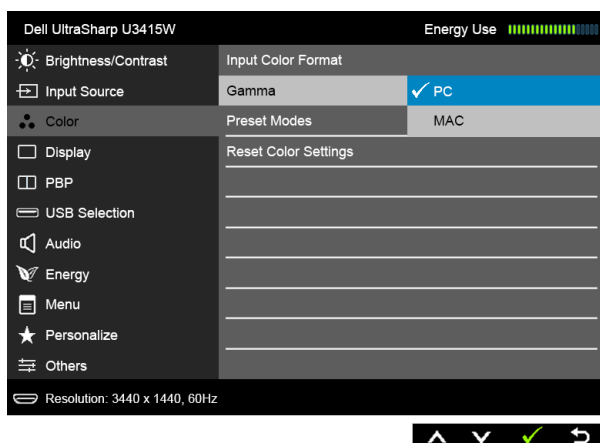 Dell UltraSharp U3415W Energy Use
Brightness/Contrast Input Color Format
Input Source Gamma PC
Color Preset Modes MAC
Display Reset Color Settings
PBP
USB Selection
Audio
Energy
Menu
Personalize
Others
Resolution: 3440 x 1440, 60Hz